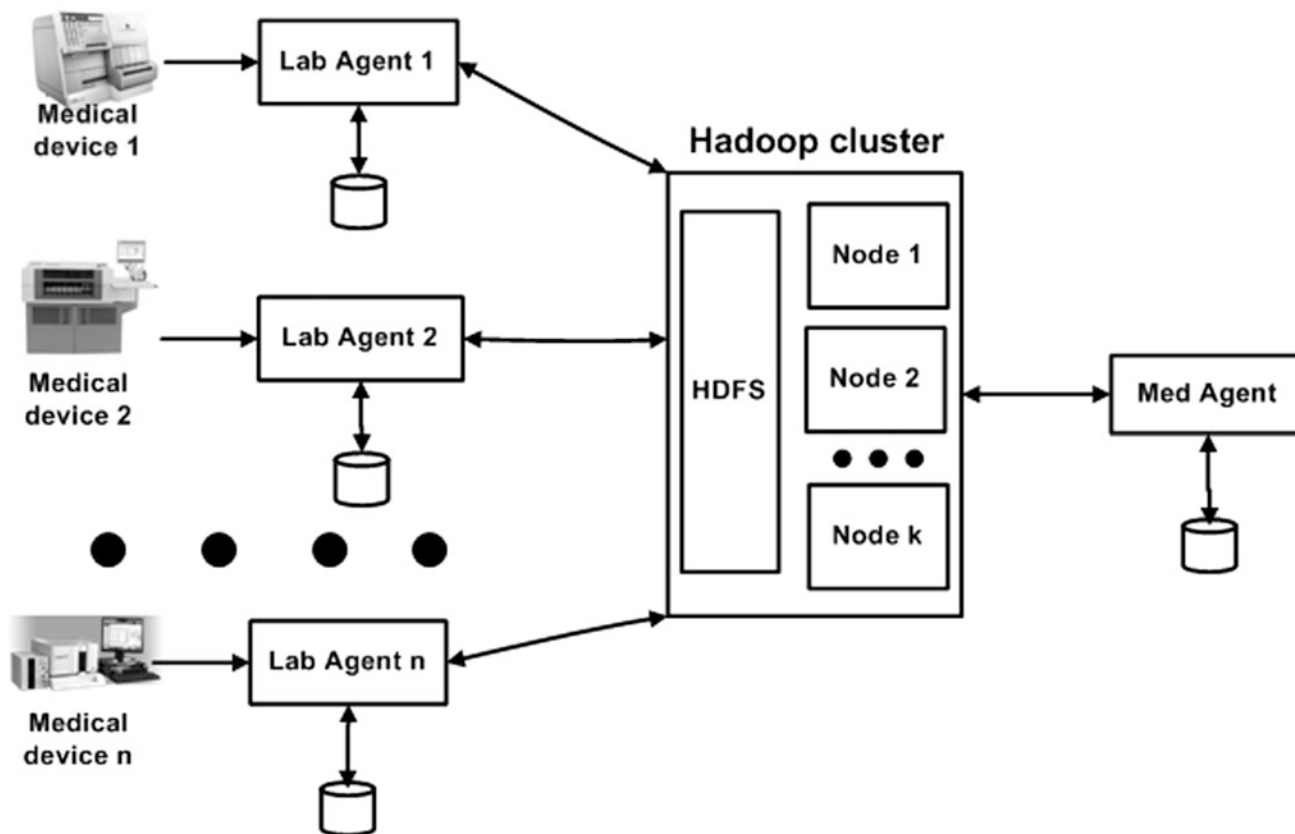 Medical
device 1
Lab Agent 1
Medical
device 2
Lab Agent 2
Medical
device n
Lab Agent n
Hadoop cluster
HDFS
Node 1
Node 2
Node k
Med Agent